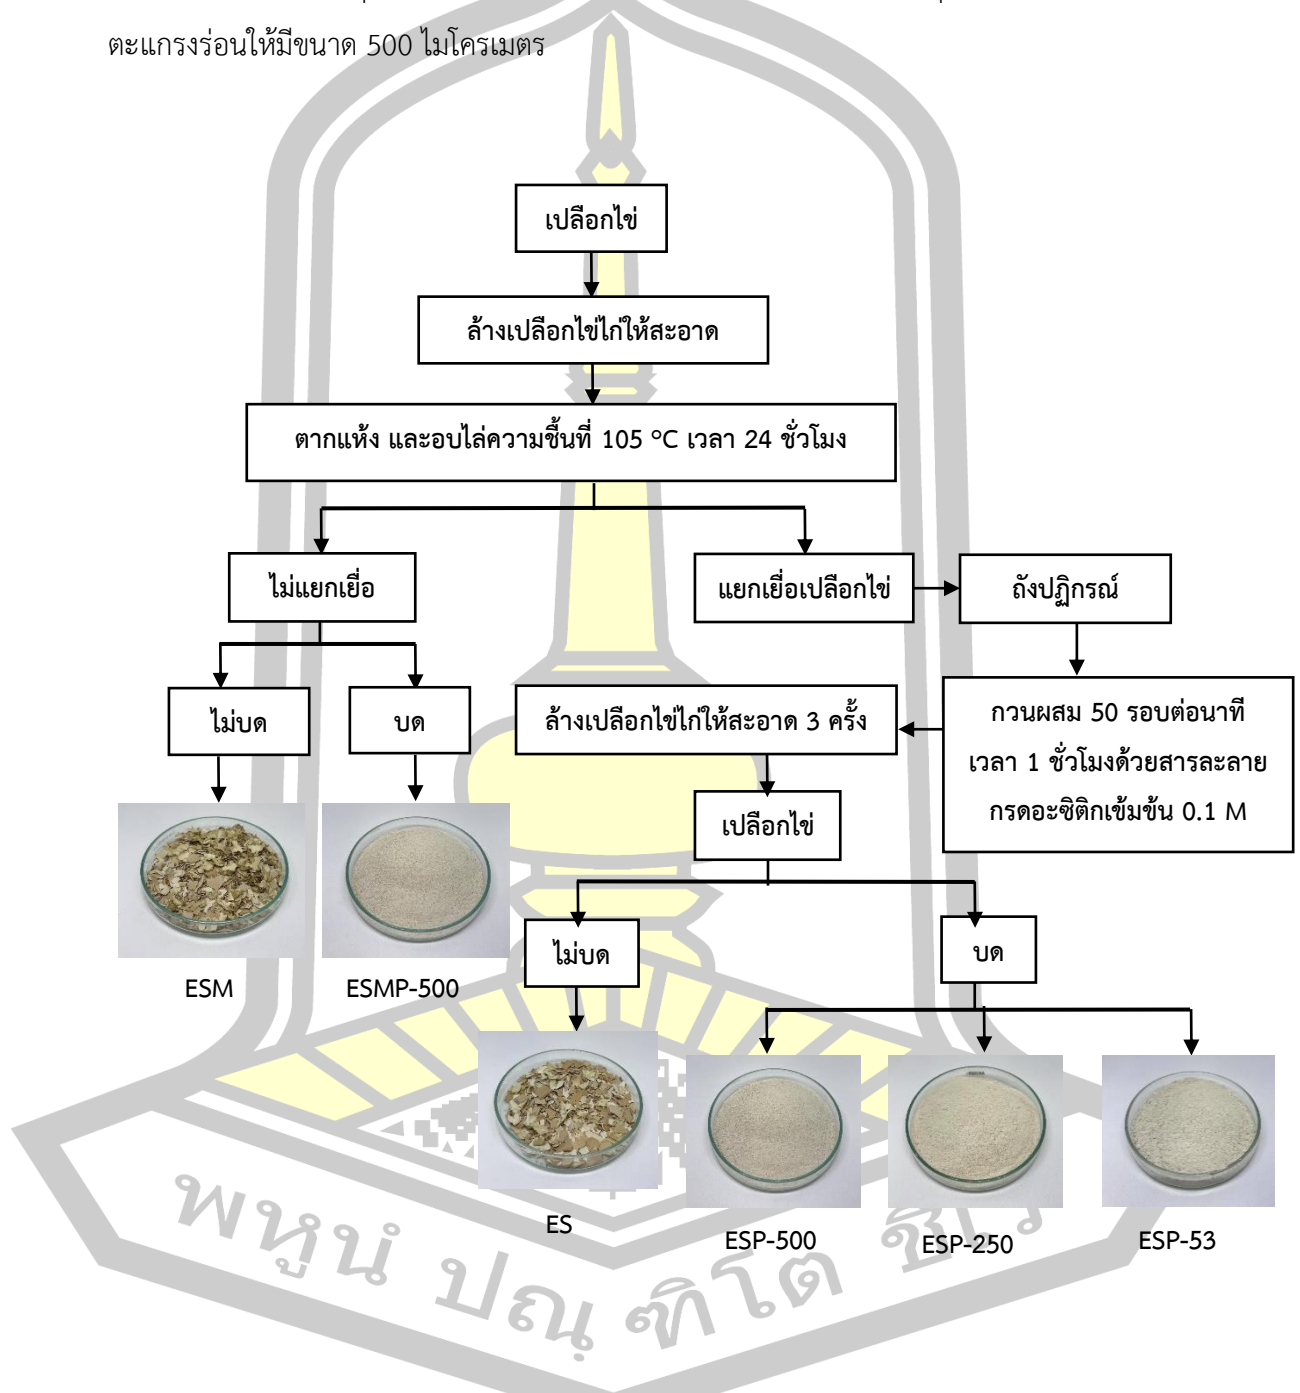 ตะแกรงร่อนให้มีขนาด 500 ไมโครเมตร
เปลือกไข่
ล้างเปลือกไข่ไก่ให้สะอาด
ตากแห้ง และอบไล่ความชื้นที่ 105 °C เวลา 24 ชั่วโมง
ไม่แยกเยื่อ
แยกเยื่อเปลือกไข่
ถังปฏิกรณ์
ไม่บด
บด
ล้างเปลือกไข่ไก่ให้สะอาด 3 ครั้ง
กวนผสม 50 รอบต่อนาที
เวลา 1 ชั่วโมงด้วยสารละลาย
กรดอะซิติกเข้มข้น 0.1 M
เปลือกไข่
ไม่บด
บด
ESM
ESMP-500
ES
ESP-500
ESP-250
ESP-53
พหูนํ ปณฺฑิโต ชีเว